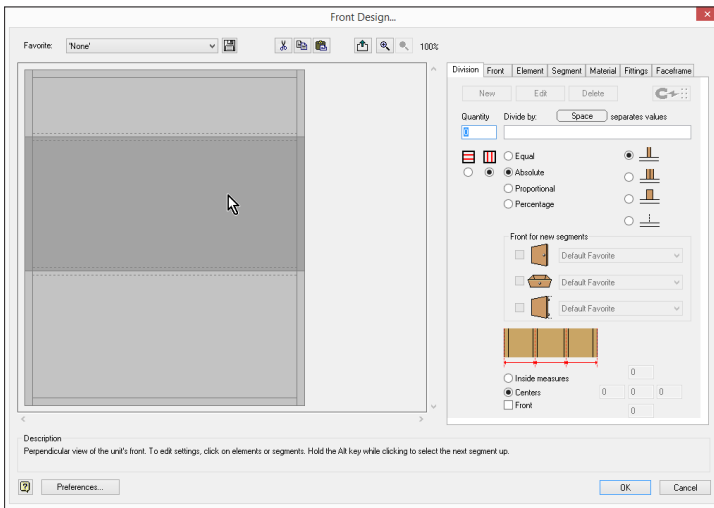 Front Design...
Favorite: 'None' 100%
Division Front Element Segment Material Fittings Faceframe
New Edit Delete
Quantity Divide by: Space separates values
0
Equal
Absolute
Proportional
Percentage
Front for new segments
Default Favorite
Default Favorite
Default Favorite
Inside measures 0
Centers 0 0 0
Front 0
Description
Perpendicular view of the unit's front. To edit settings, click on elements or segments. Hold the Alt key while clicking to select the next segment up.
Preferences... OK Cancel